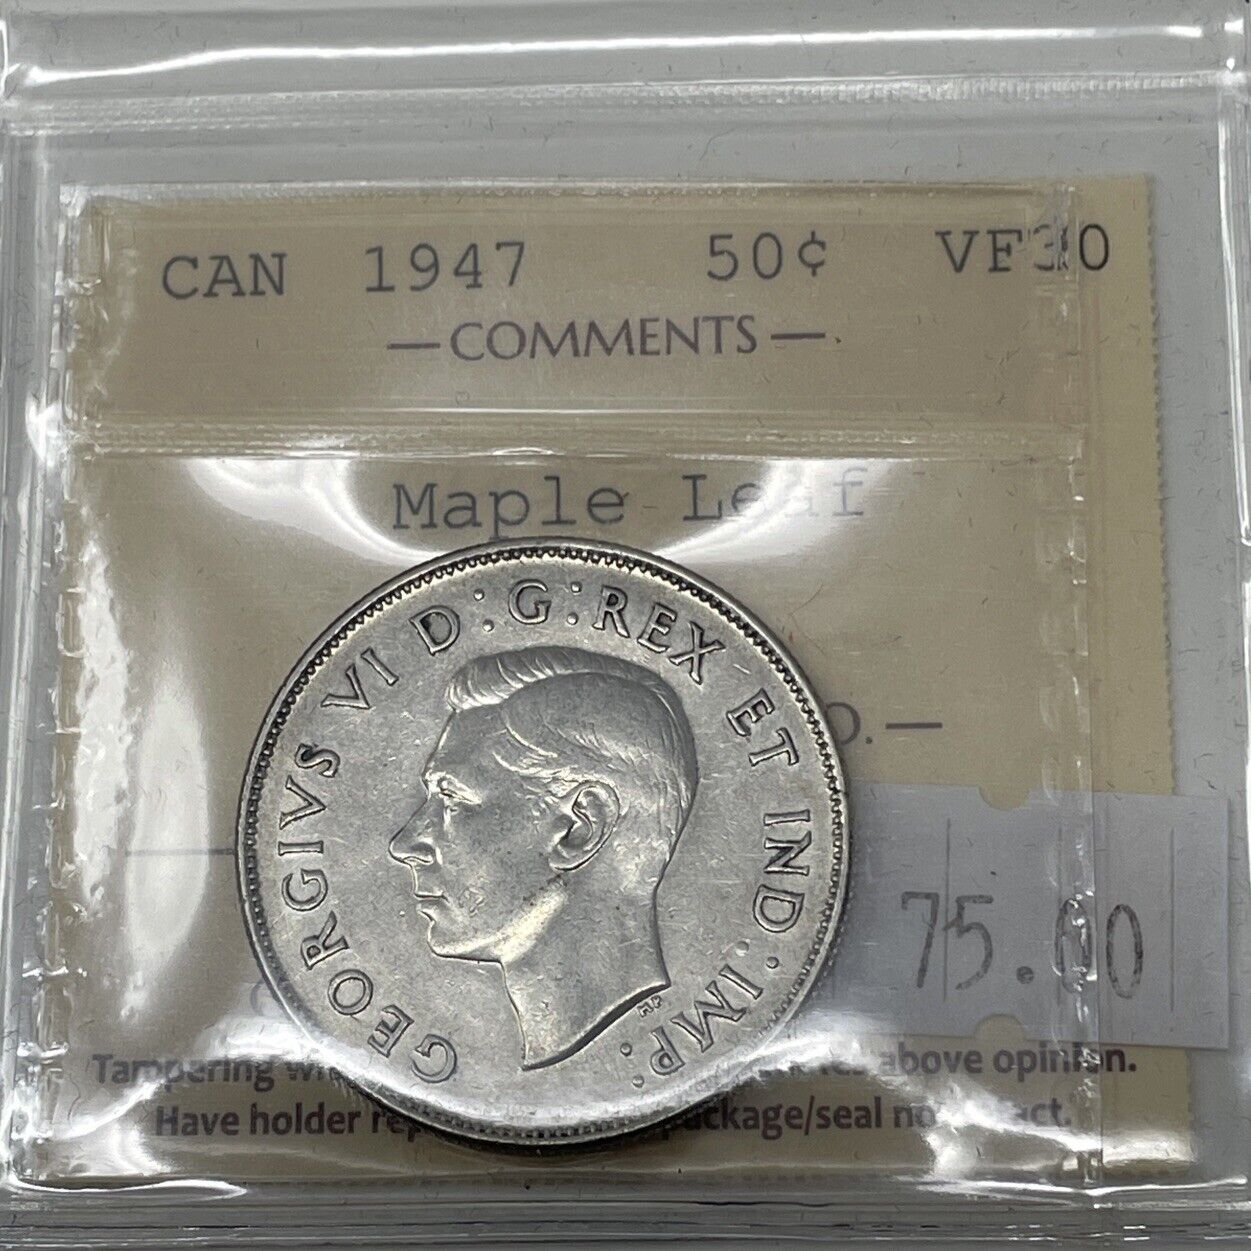 CAN 1947 50¢ VF30
—COMMENTS—
Maple Leaf
GEORGIVS VI D:G:REX ET IND·IMP:
HP
75.00
Tampering above opinion.
Have holder package/seal